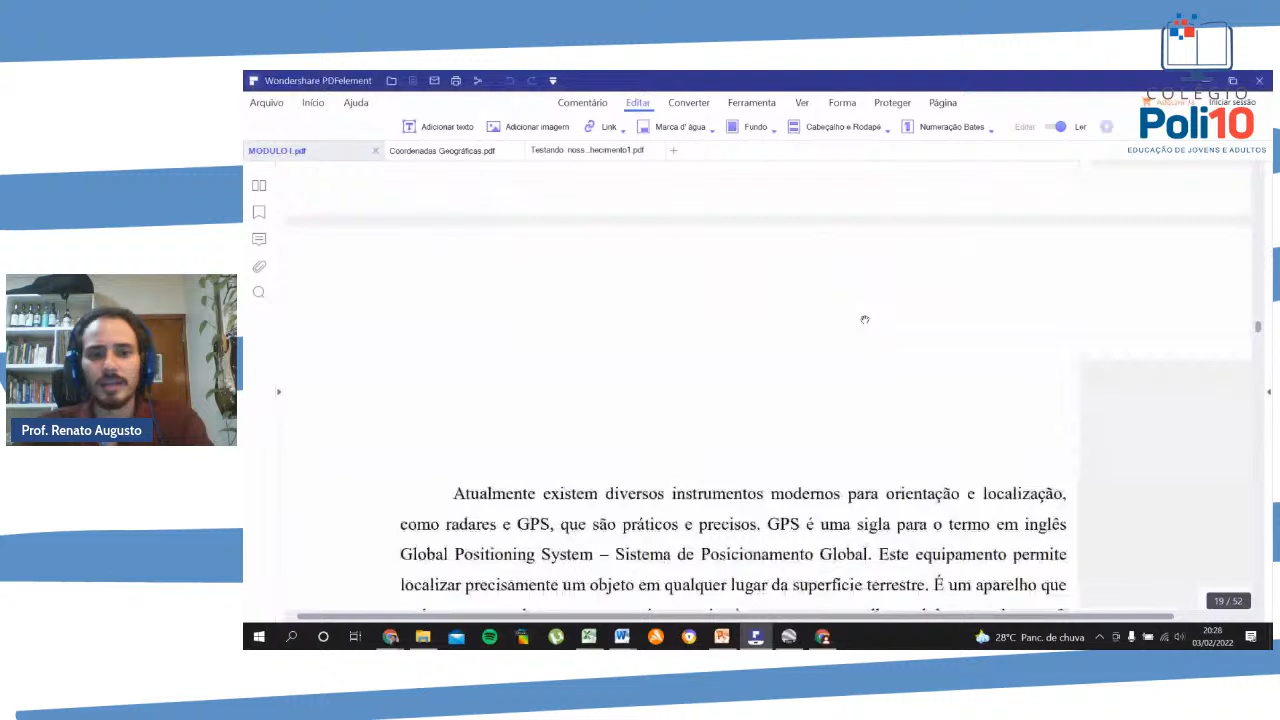 COLÉGIO
Poli10
EDUCAÇÃO DE JOVENS E ADULTOS
Wondershare PDFelement
Arquivo Início Ajuda Comentário Editar Converter Ferramenta Ver Forma Proteger Página Iniciar sessão
Adicionar texto Adicionar imagem Link Marca d' água Fundo Cabeçalho e Rodapé Numeração Bates Editar Ler
MODULO I.pdf Coordenadas Geográficas.pdf Testando noss...hecimento1.pdf
Prof. Renato Augusto
Atualmente existem diversos instrumentos modernos para orientação e localização,
como radares e GPS, que são práticos e precisos. GPS é uma sigla para o termo em inglês
Global Positioning System – Sistema de Posicionamento Global. Este equipamento permite
localizar precisamente um objeto em qualquer lugar da superfície terrestre. É um aparelho que
19 / 52
28°C Panc. de chuva
20:28
03/02/2022